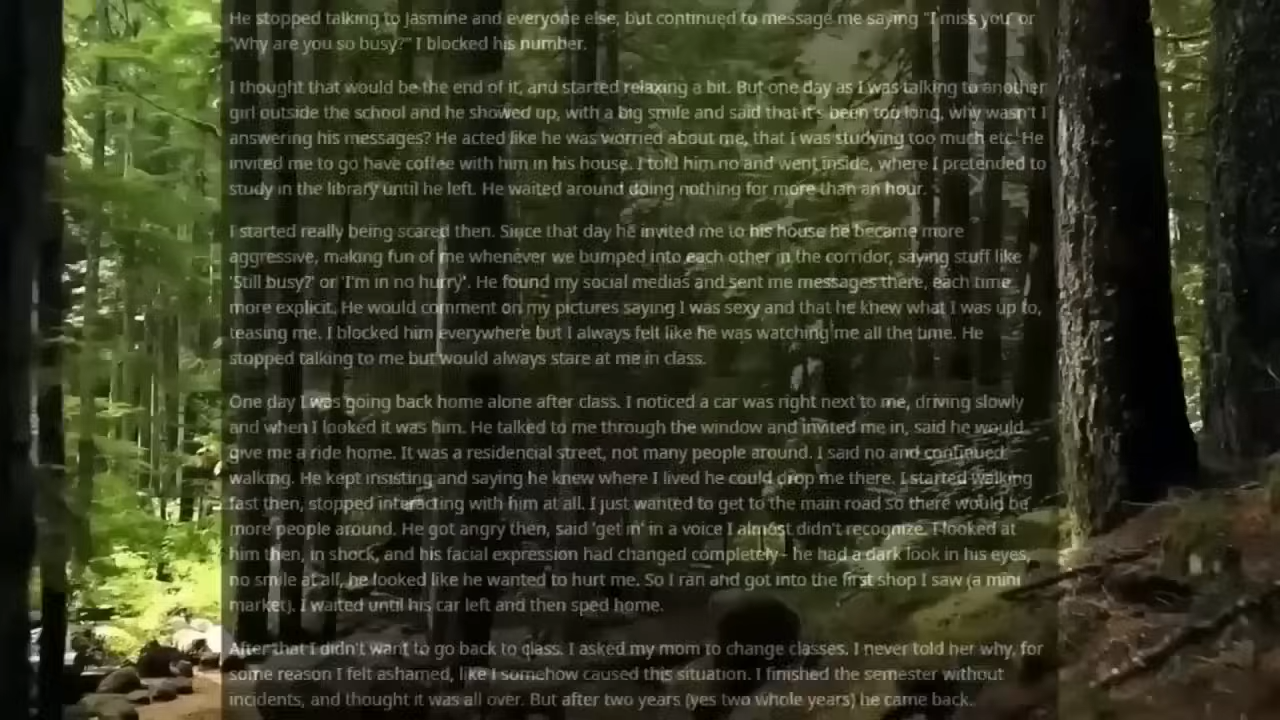 He stopped talking to Jasmine and everyone else, but continued to message me saying "I miss you" or
"Why are you so busy?" I blocked his number.
I thought that would be the end of it, and started relaxing a bit. But one day as I was talking to another
girl outside the school and he showed up, with a big smile and said that it's been too long, why wasn't I
answering his messages? He acted like he was worried about me, that I was studying too much etc. He
invited me to go have coffee with him in his house. I told him no and went inside, where I pretended to
study in the library until he left. He waited around doing nothing for more than an hour.
I started really being scared then. Since that day he invited me to his house he became more
aggressive, making fun of me whenever we bumped into each other in the corridor, saying stuff like
'Still busy?' or 'I'm in no hurry'. He found my social medias and sent me messages there, each time
more explicit. He would comment on my pictures saying I was sexy and that he knew what I was up to,
teasing me. I blocked him everywhere but I always felt like he was watching me all the time. He
stopped talking to me but would always stare at me in class.
One day I was going back home alone after class. I noticed a car was right next to me, driving slowly
and when I looked it was him. He talked to me through the window and invited me in, said he would
give me a ride home. It was a residencial street, not many people around. I said no and continued
walking. He kept insisting and saying he knew where I lived he could drop me there. I started walking
fast then, stopped interacting with him at all. I just wanted to get to the main road so there would be
more people around. He got angry then, said 'get in' in a voice I almost didn't recognize. I looked at
him then, in shock, and his facial expression had changed completely - he had a dark look in his eyes,
no smile at all, he looked like he wanted to hurt me. So I ran and got into the first shop I saw (a mini
market). I waited until his car left and then sped home.
After that I didn't want to go back to class. I asked my mom to change classes. I never told her why, for
some reason I felt ashamed, like I somehow caused this situation. I finished the semester without
incidents, and thought it was all over. But after two years (yes two whole years) he came back.